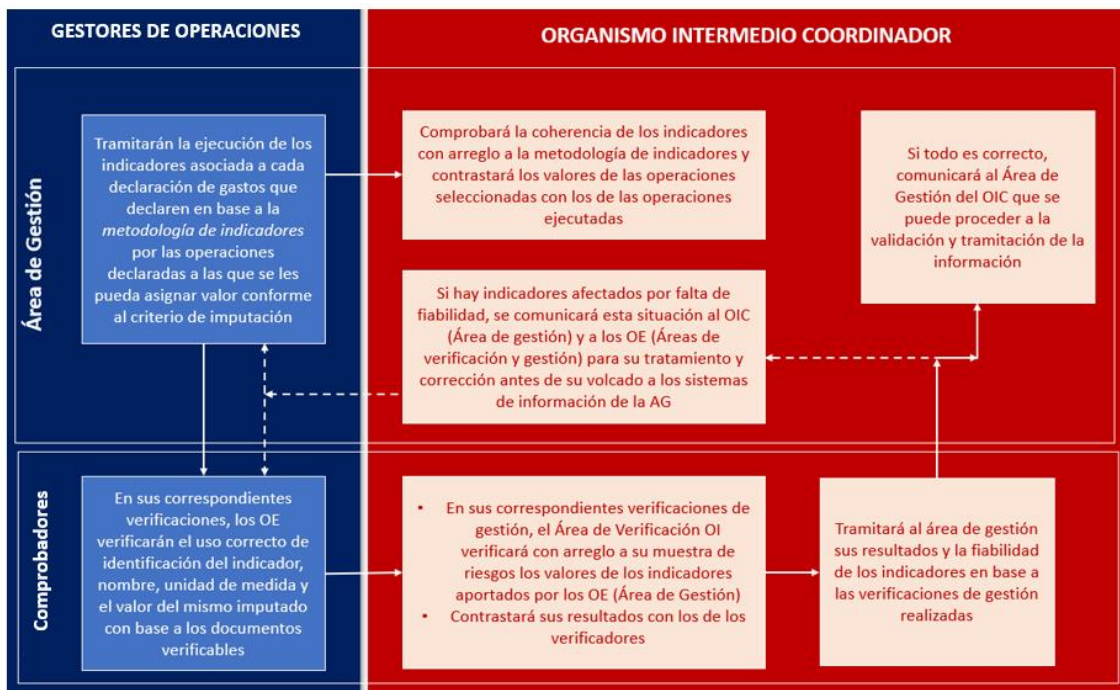 GESTORES DE OPERACIONES
ORGANISMO INTERMEDIO COORDINADOR
Área de Gestión
Tramitarán la ejecución de los
indicadores asociada a cada
declaración de gastos que
declaren en base a la
metodología de indicadores
por las operaciones
declaradas a las que se les
pueda asignar valor conforme
al criterio de imputación
Comprobará la coherencia de los indicadores
con arreglo a la metodología de indicadores y
contrastará los valores de las operaciones
seleccionadas con los de las operaciones
ejecutadas
Si todo es correcto,
comunicará al Área de
Gestión del OIC que se
puede proceder a la
validación y tramitación de la
información
Si hay indicadores afectados por falta de
fiabilidad, se comunicará esta situación al OIC
(Área de gestión) y a los OE (Áreas de
verificación y gestión) para su tratamiento y
corrección antes de su volcado a los sistemas
de información de la AG
Comprobadores
En sus correspondientes
verificaciones, los OE
verificarán el uso correcto de
identificación del indicador,
nombre, unidad de medida y
el valor del mismo imputado
con base a los documentos
verificables
• En sus correspondientes verificaciones de
gestión, el Área de Verificación OI
verificará con arreglo a su muestra de
riesgos los valores de los indicadores
aportados por los OE (Área de Gestión)
• Contrastará sus resultados con los de los
verificadores
Tramitará al área de gestión
sus resultados y la fiabilidad
de los indicadores en base a
las verificaciones de gestión
realizadas